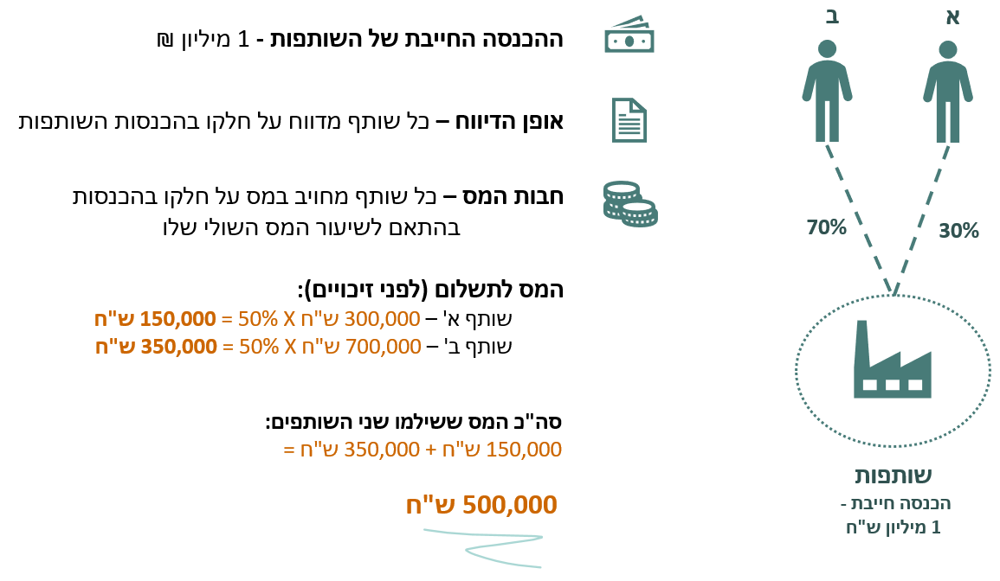 ההכנסה החייבת של השותפות - 1 מיליון ₪
אופן הדיווח – כל שותף מדווח על חלקו בהכנסות השותפות
חבות המס – כל שותף מחויב במס על חלקו בהכנסות
בהתאם לשיעור המס השולי שלו
המס לתשלום (לפני זיכויים):
שותף א' – 300,000 ש"ח X 50% = 150,000 ש"ח
שותף ב' – 700,000 ש"ח X 50% = 350,000 ש"ח
סה"כ המס ששילמו שני השותפים:
150,000 ש"ח + 350,000 ש"ח =
500,000 ש"ח
א
ב
30%
70%
שותפות
הכנסה חייבת -
1 מיליון ש"ח